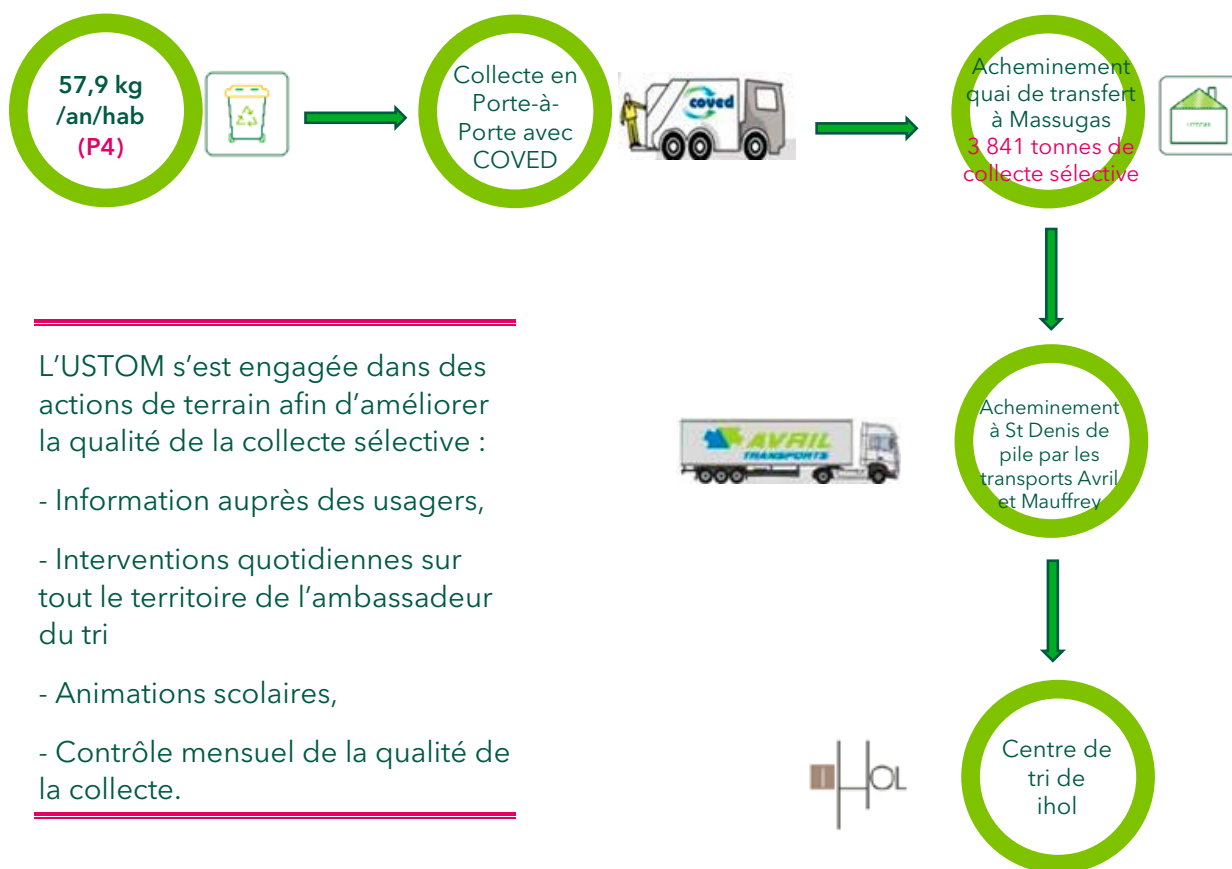 57,9 kg
/an/hab
(P4)
Collecte en
Porte-à-
Porte avec
COVED
coved
Acheminement
quai de transfert
à Massugas
3 841 tonnes de
collecte sélective
L'USTOM s'est engagée dans des
actions de terrain afin d'améliorer
la qualité de la collecte sélective :
- Information auprès des usagers,
- Interventions quotidiennes sur
tout le territoire de l'ambassadeur
du tri
- Animations scolaires,
- Contrôle mensuel de la qualité de
la collecte.
AVRIL
TRANSPORTS
Acheminement
à St Denis de
pile par les
transports Avril
et Mauffrey
IHOL
Centre de
tri de
ihol